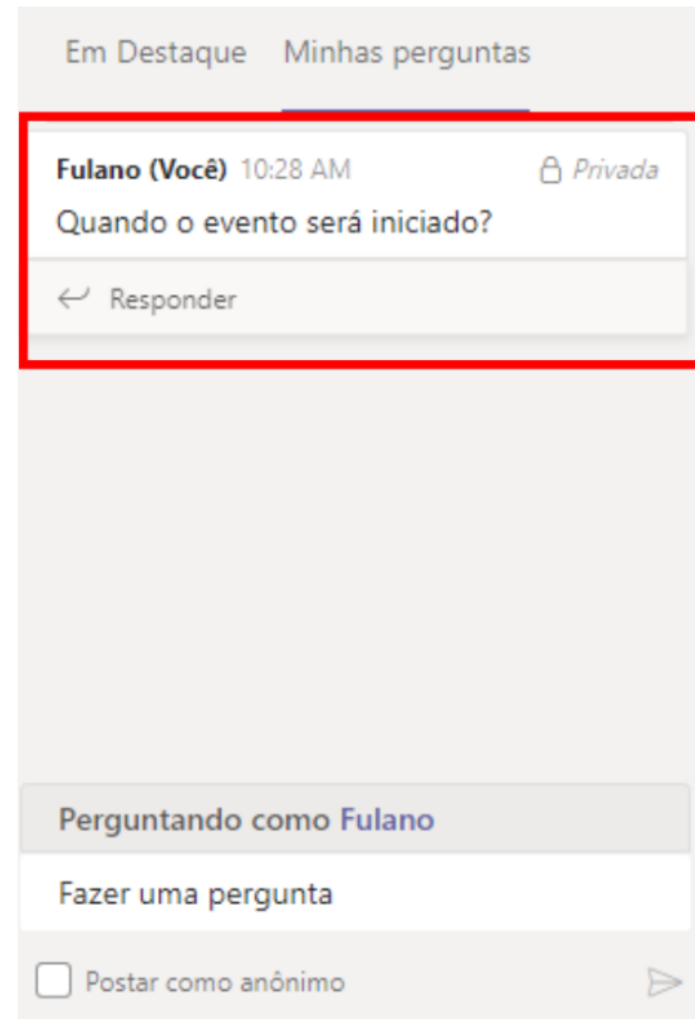 Em Destaque Minhas perguntas
Fulano (Você) 10:28 AM Privada
Quando o evento será iniciado?
Responder
Perguntando como Fulano
Fazer uma pergunta
Postar como anônimo